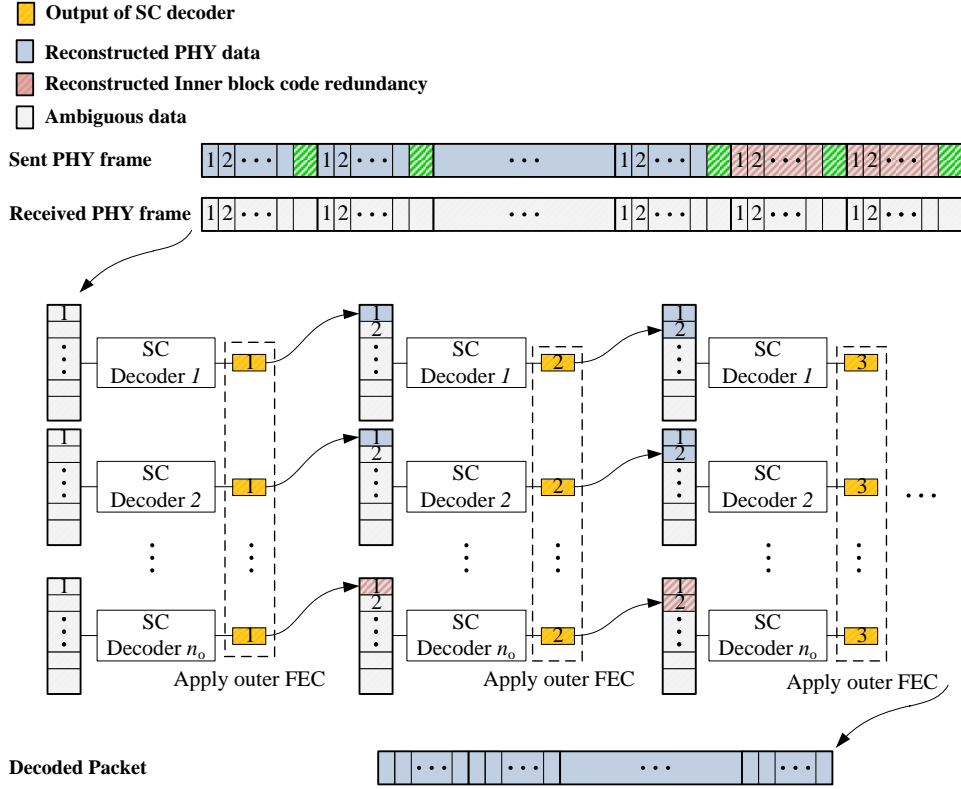 Output of SC decoder
Reconstructed PHY data
Reconstructed Inner block code redundancy
Ambiguous data
Sent PHY frame 1 2 ••• 1 2 ••• ••• 1 2 ••• 1 2 ••• 1 2 •••
Received PHY frame 1 2 ••• 1 2 ••• ••• 1 2 ••• 1 2 ••• 1 2 •••
1 1 1
2 2
SC SC SC
Decoder 1 1 Decoder 1 2 Decoder 1 3
1 1 1
2 2
SC SC SC
Decoder 2 1 Decoder 2 2 Decoder 2 3 •••
1 1 1
2 2
SC SC SC
Decoder no 1 Decoder no 2 Decoder no 3
Apply outer FEC Apply outer FEC Apply outer FEC
Decoded Packet ••• ••• ••• •••